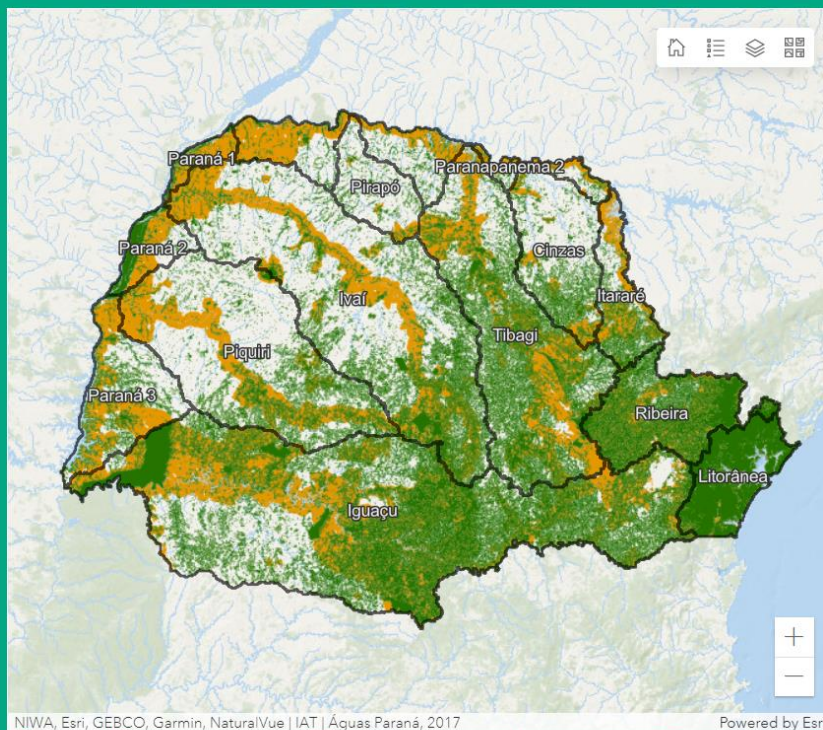 Paraná 1
Paranapanema 2
Pirapó
Paraná 2
Cinzas
Ivaí
Itararé
Tibagi
Piquiri
Paraná 3
Ribeira
Litorânea
Iguaçu
NIWA, Esri, GEBCO, Garmin, NaturalVue | IAT | Águas Paraná, 2017
Powered by Esr